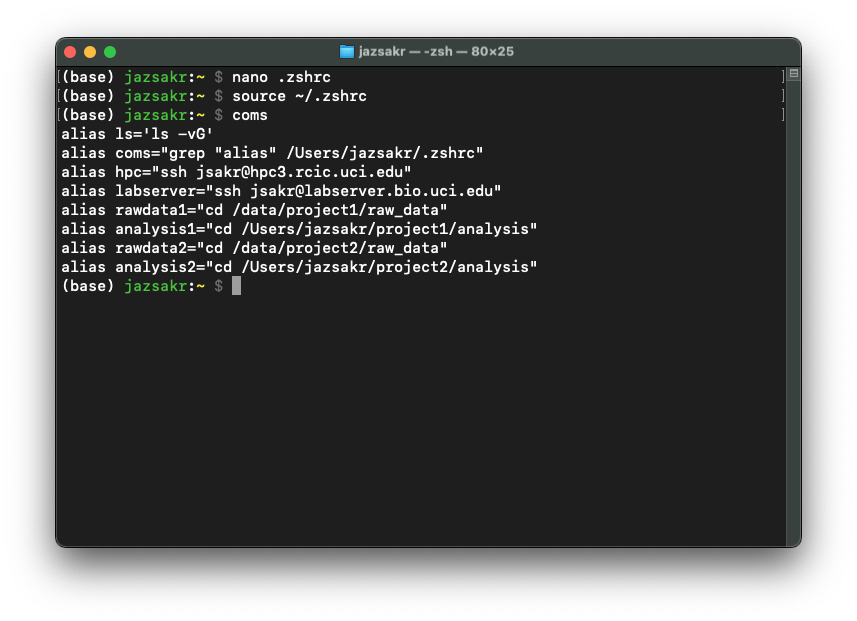 jazsakr — -zsh — 80×25
[(base) jazsakr:~ $ nano .zshrc ]
[(base) jazsakr:~ $ source ~/.zshrc ]
[(base) jazsakr:~ $ coms ]
alias ls='ls -vG'
alias coms="grep "alias" /Users/jazsakr/.zshrc"
alias hpc="ssh jsakr@hpc3.rcic.uci.edu"
alias labserver="ssh jsakr@labserver.bio.uci.edu"
alias rawdata1="cd /data/project1/raw_data"
alias analysis1="cd /Users/jazsakr/project1/analysis"
alias rawdata2="cd /data/project2/raw_data"
alias analysis2="cd /Users/jazsakr/project2/analysis"
(base) jazsakr:~ $